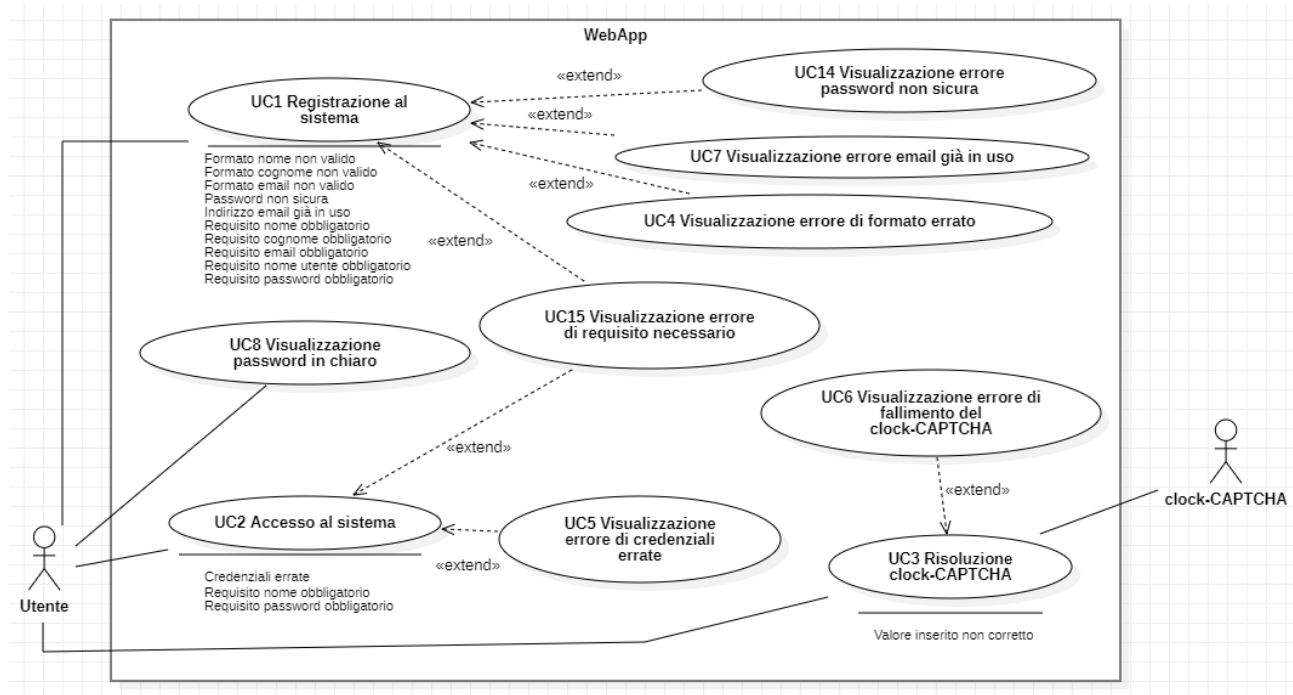 WebApp
UC14 Visualizzazione errore
password non sicura
«extend»
UC1 Registrazione al
sistema
«extend»
UC7 Visualizzazione errore email già in uso
Formato nome non valido
Formato cognome non valido
Formato email non valido
Password non sicura
Indirizzo email già in uso
Requisito nome obbligatorio
Requisito cognome obbligatorio
Requisito email obbligatorio
Requisito nome utente obbligatorio
Requisito password obbligatorio
«extend»
UC4 Visualizzazione errore di formato errato
«extend»
UC15 Visualizzazione errore
di requisito necessario
UC8 Visualizzazione
password in chiaro
UC6 Visualizzazione errore di
fallimento del
clock-CAPTCHA
«extend»
«extend»
clock-CAPTCHA
UC2 Accesso al sistema
UC5 Visualizzazione
errore di credenziali
errate
«extend»
UC3 Risoluzione
clock-CAPTCHA
Credenziali errate
Requisito nome obbligatorio
Requisito password obbligatorio
Utente
Valore inserito non corretto